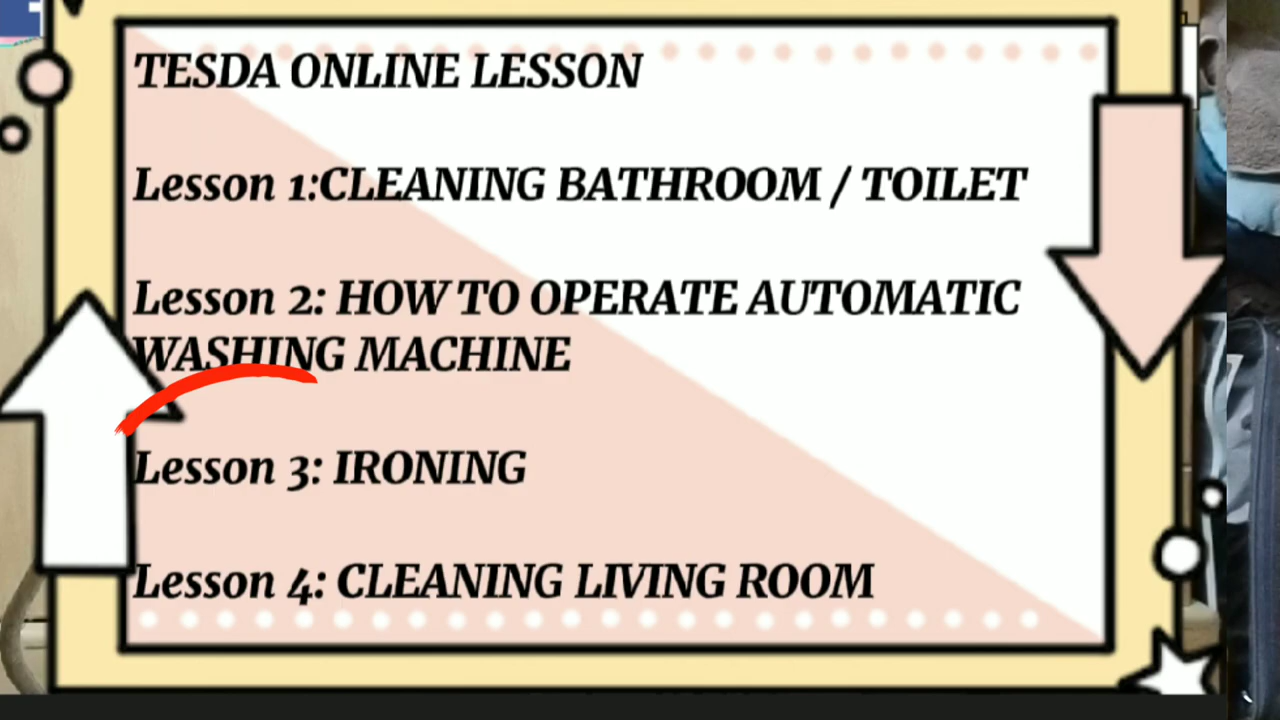 TESDA ONLINE LESSON
Lesson 1:CLEANING BATHROOM / TOILET
Lesson 2: HOW TO OPERATE AUTOMATIC
WASHING MACHINE
Lesson 3: IRONING
Lesson 4: CLEANING LIVING ROOM